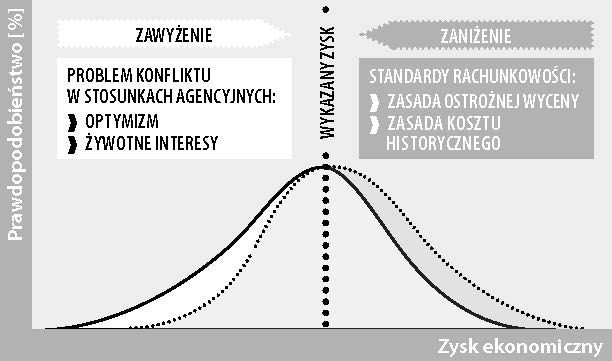 Prawdopodobieństwo [%]
ZAWYŻENIE
PROBLEM KONFLIKTU
W STOSUNKACH AGENCYJNYCH:
❫ OPTYMIZM
❫ ŻYWOTNE INTERESY
WYKAZANY ZYSK
ZANIŻENIE
STANDARDY RACHUNKOWOŚCI:
❫ ZASADA OSTROŻNEJ WYCENY
❫ ZASADA KOSZTU
HISTORYCZNEGO
Zysk ekonomiczny